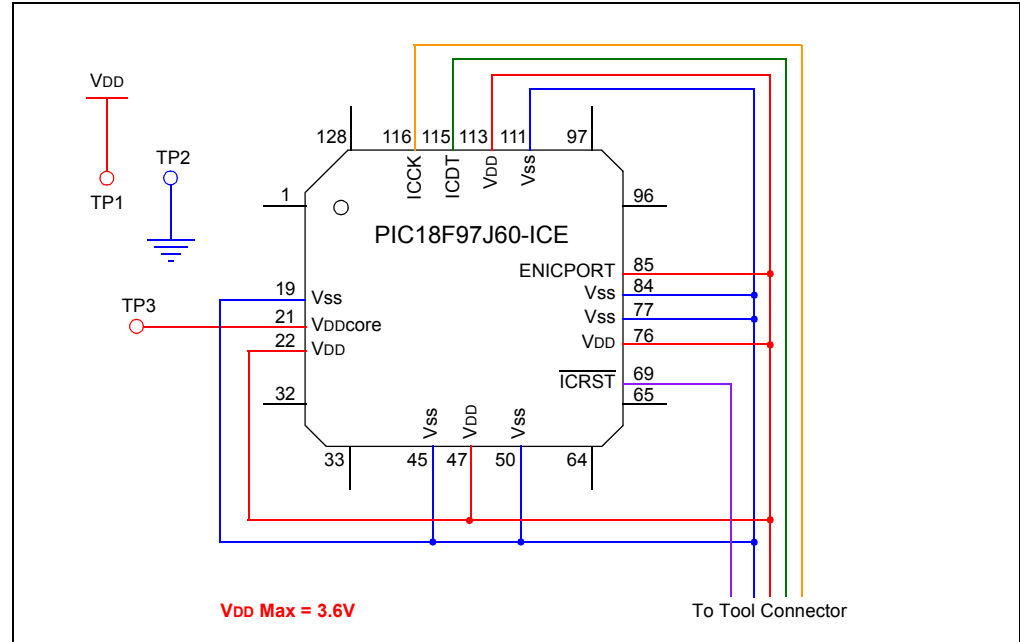 VDD
TP1
TP2
TP3
128
116
115
113
111
97
ICCK
ICDT
VDD
Vss
1
96
PIC18F97J60-ICE
ENICPORT
85
Vss
84
Vss
77
VDD
76
ICRST
69
65
19
Vss
21
VDDcore
22
VDD
32
33
Vss
45
VDD
47
Vss
50
64
VDD Max = 3.6V
To Tool Connector